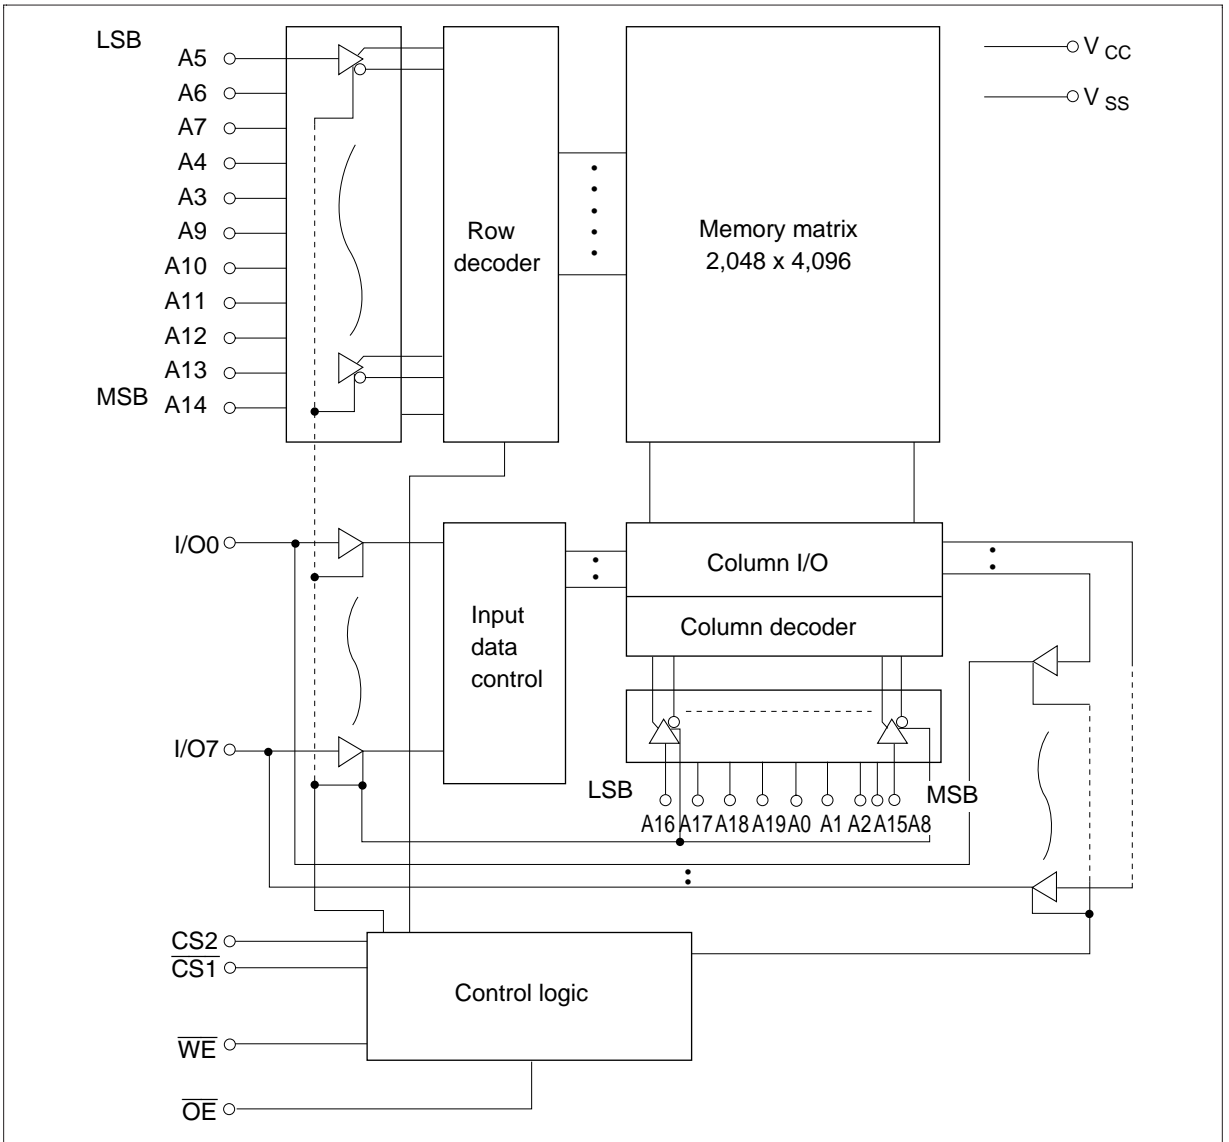 LSB
A5
A6
A7
A4
A3
A9
A10
A11
A12
A13
MSB
A14
Row
decoder
Memory matrix
2,048 x 4,096
V CC
V SS
I/O0
I/O7
Input
data
control
Column I/O
Column decoder
LSB
MSB
A16 A17 A18 A19 A0 A1 A2 A15 A8
CS2
CS1
WE
OE
Control logic